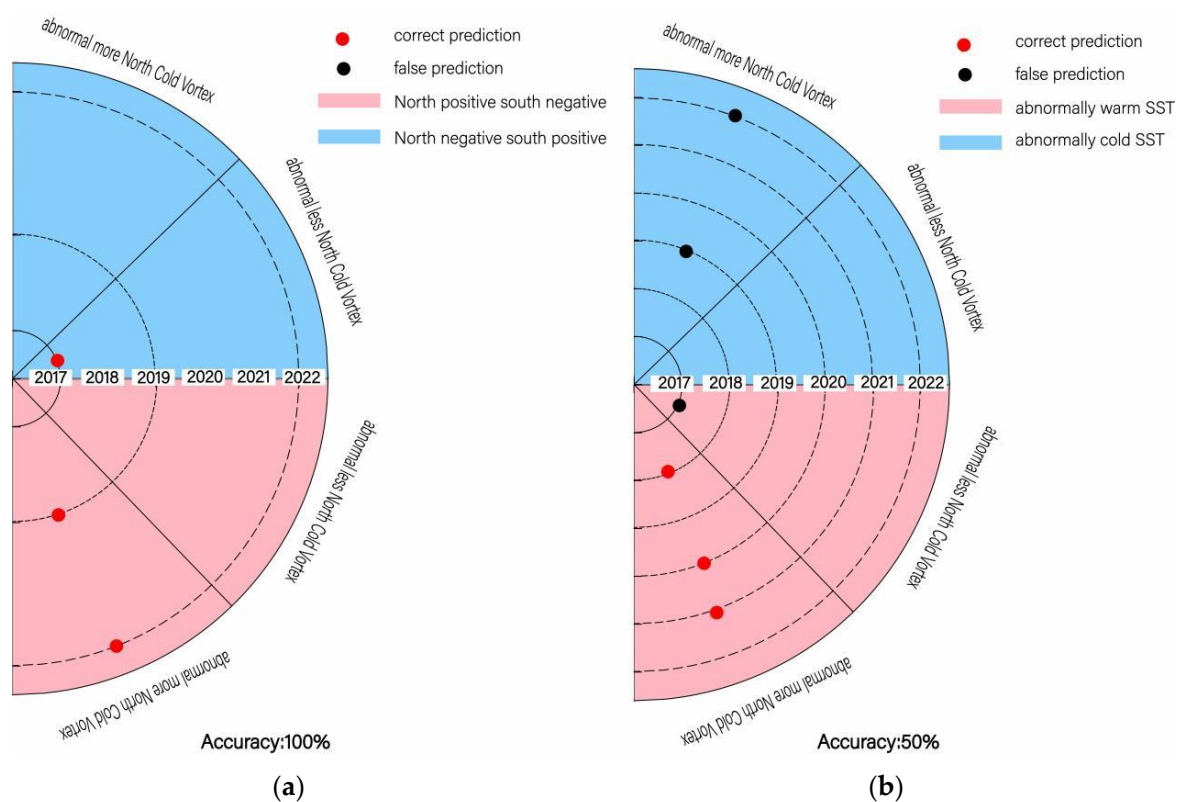 abnormal more North Cold Vortex
correct prediction
false prediction
North positive south negative
North negative south positive
abnormal less North Cold Vortex
2017 2018 2019 2020 2021 2022
abnormal less North Cold Vortex
abnormal more North Cold Vortex
Accuracy:100%
(a)
abnormal more North Cold Vortex
correct prediction
false prediction
abnormally warm SST
abnormally cold SST
abnormal less North Cold Vortex
2017 2018 2019 2020 2021 2022
abnormal less North Cold Vortex
abnormal more North Cold Vortex
Accuracy:50%
(b)